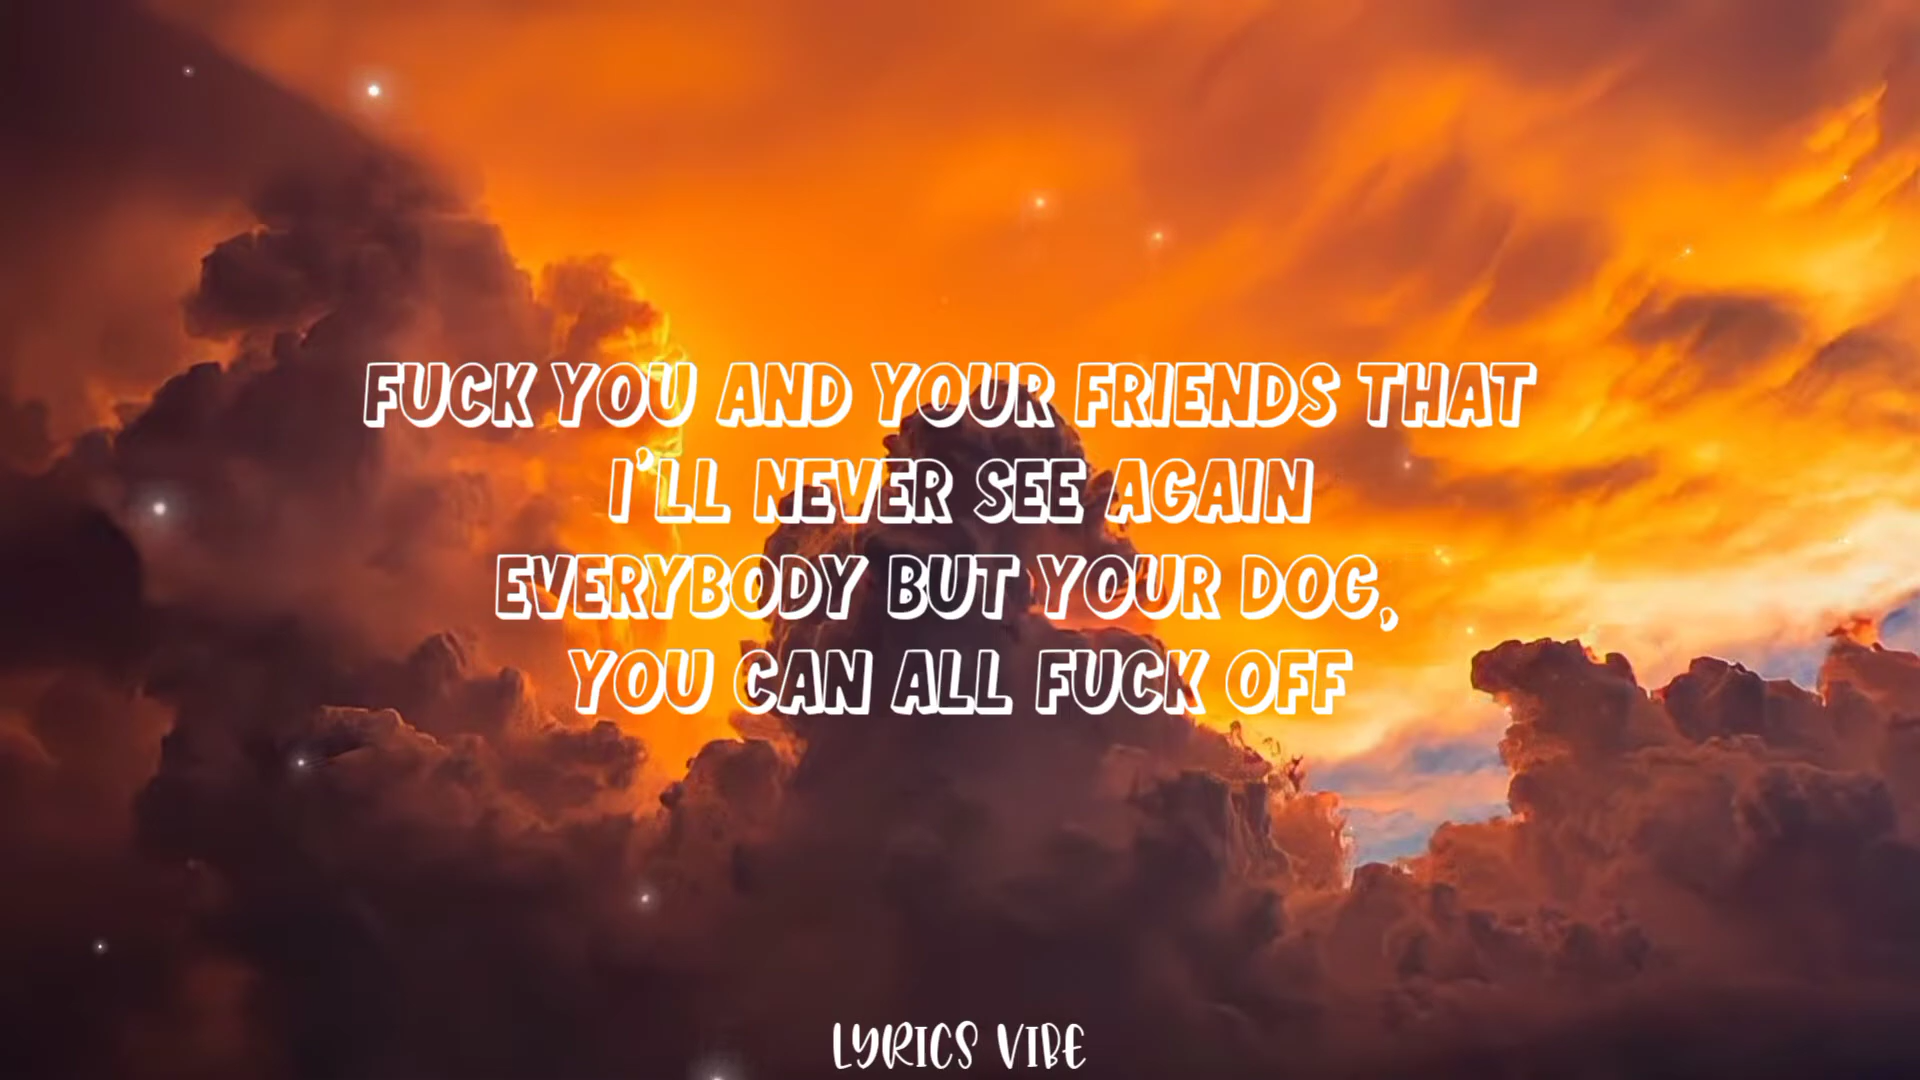 FUCK YOU AND YOUR FRIENDS THAT
I'LL NEVER SEE AGAIN
EVERYBODY BUT YOUR DOG,
YOU CAN ALL FUCK OFF
LYRICS VIBE